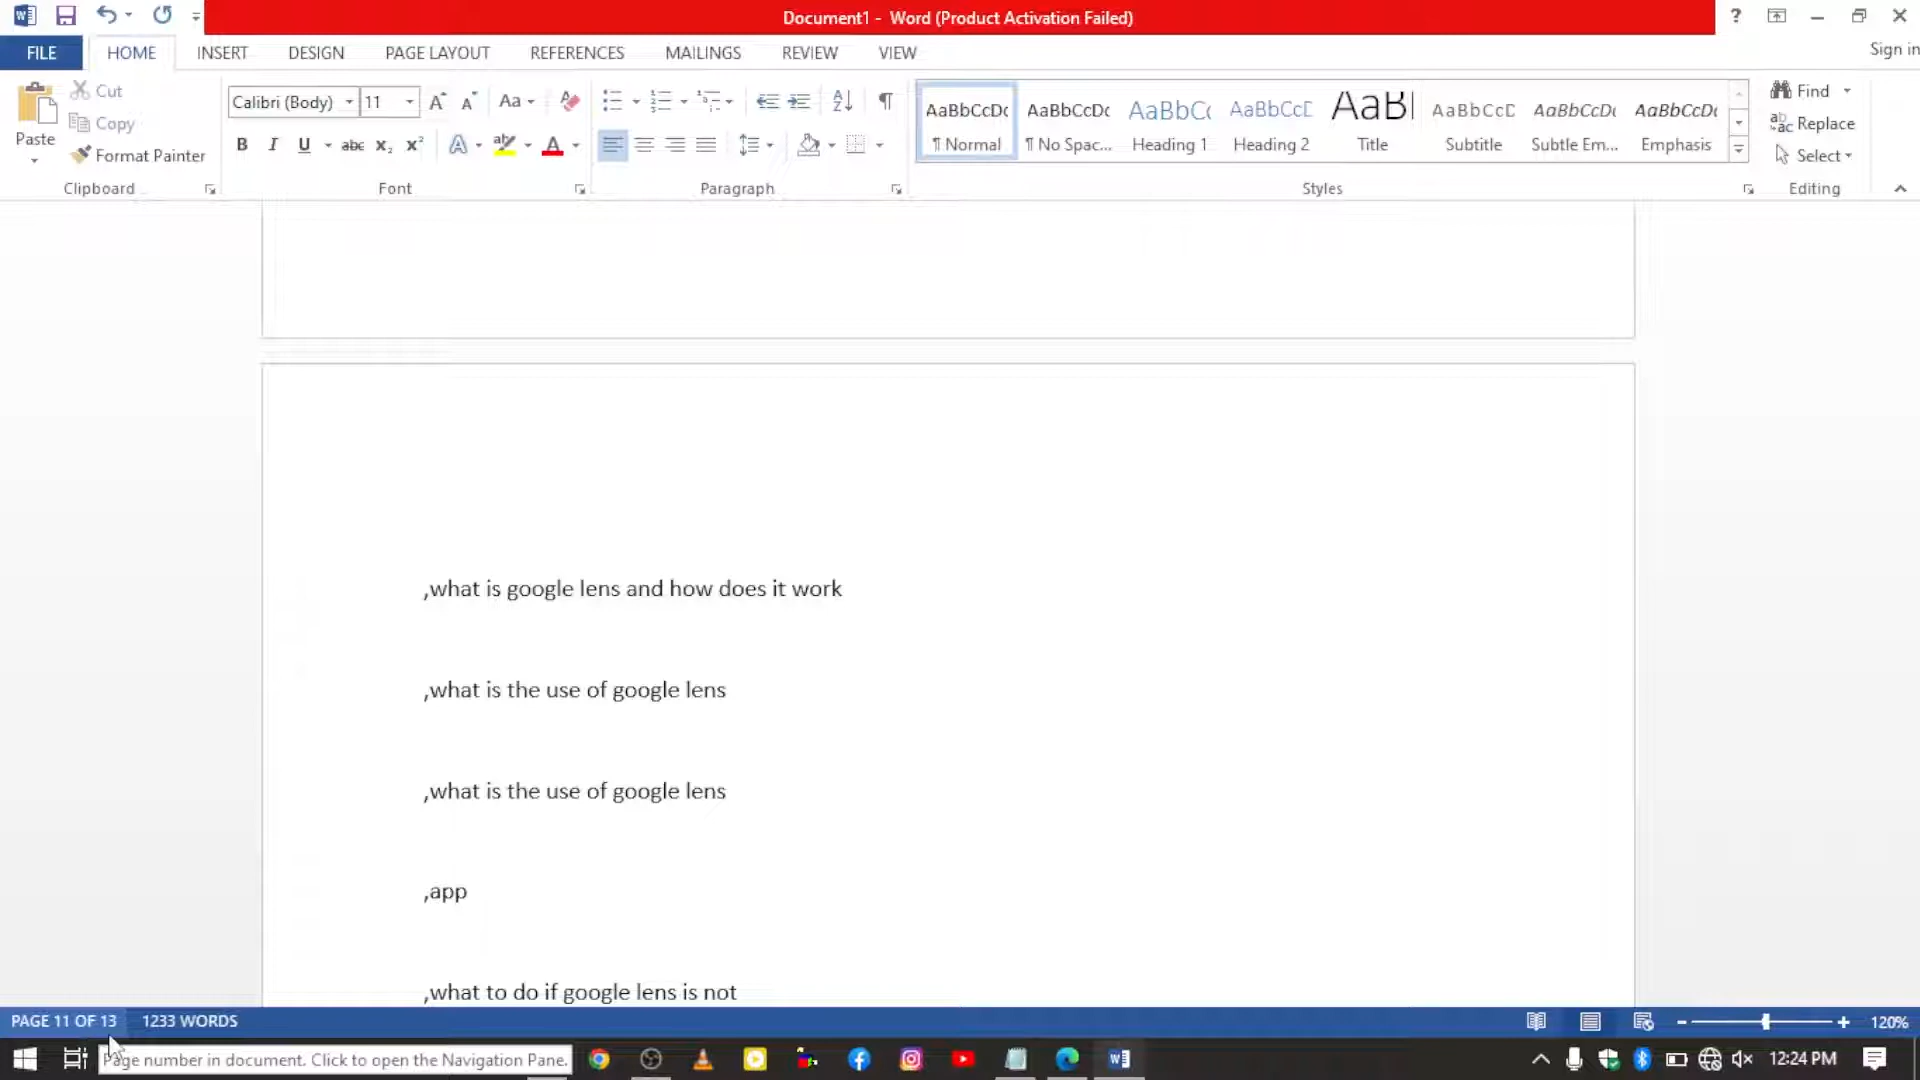 Document1 - Word (Product Activation Failed)
?
FILE HOME INSERT DESIGN PAGE LAYOUT REFERENCES MAILINGS REVIEW VIEW Sign in
Paste
Cut
Copy
Format Painter
Clipboard
Calibri (Body) 11
Font
Paragraph
AaBbCcDc AaBbCcDc AaBbC( AaBbCcD AaB AaBbCcD AaBbCcDc AaBbCcDc
¶ Normal ¶ No Spac... Heading 1 Heading 2 Title Subtitle Subtle Em... Emphasis
Styles
Find
Replace
Select
Editing
,what is google lens and how does it work
,what is the use of google lens
,what is the use of google lens
,app
,what to do if google lens is not
PAGE 11 OF 13 1233 WORDS 120%
Page number in document. Click to open the Navigation Pane.
12:24 PM